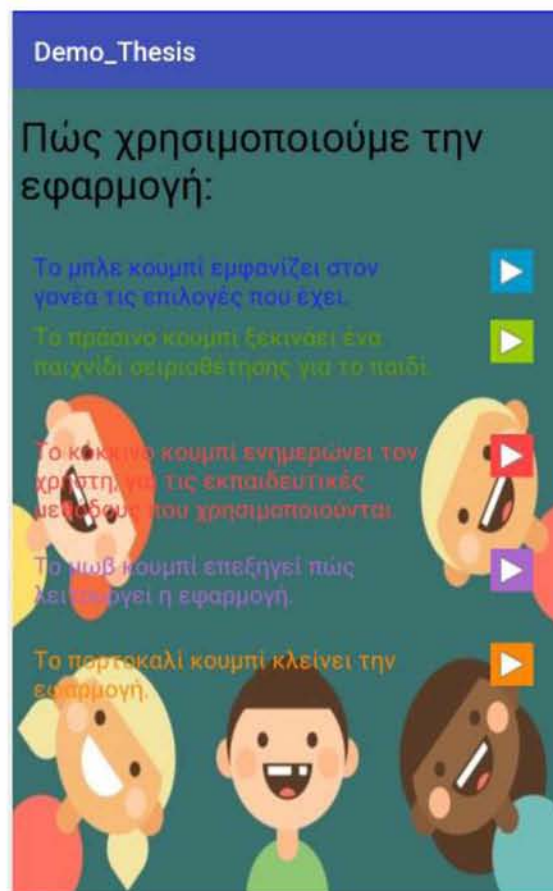 Demo_Thesis
Πώς χρησιμοποιούμε την
εφαρμογή:
Το μπλε κουμπί εμφανίζει στον
γονέα τις επιλογές που έχει.
Το πράσινο κουμπί ξεκινάει ένα
παιχνίδι σειριοθέτησης για το παιδί.
Το κόκκινο κουμπί ενημερώνει τον
χρήστη, για τις εκπαιδευτικές
μεθόδους που χρησιμοποιούνται.
Το μωβ κουμπί επεξηγεί πώς
λειτουργεί η εφαρμογή.
Το πορτοκαλί κουμπί κλείνει την
εφαρμογή.